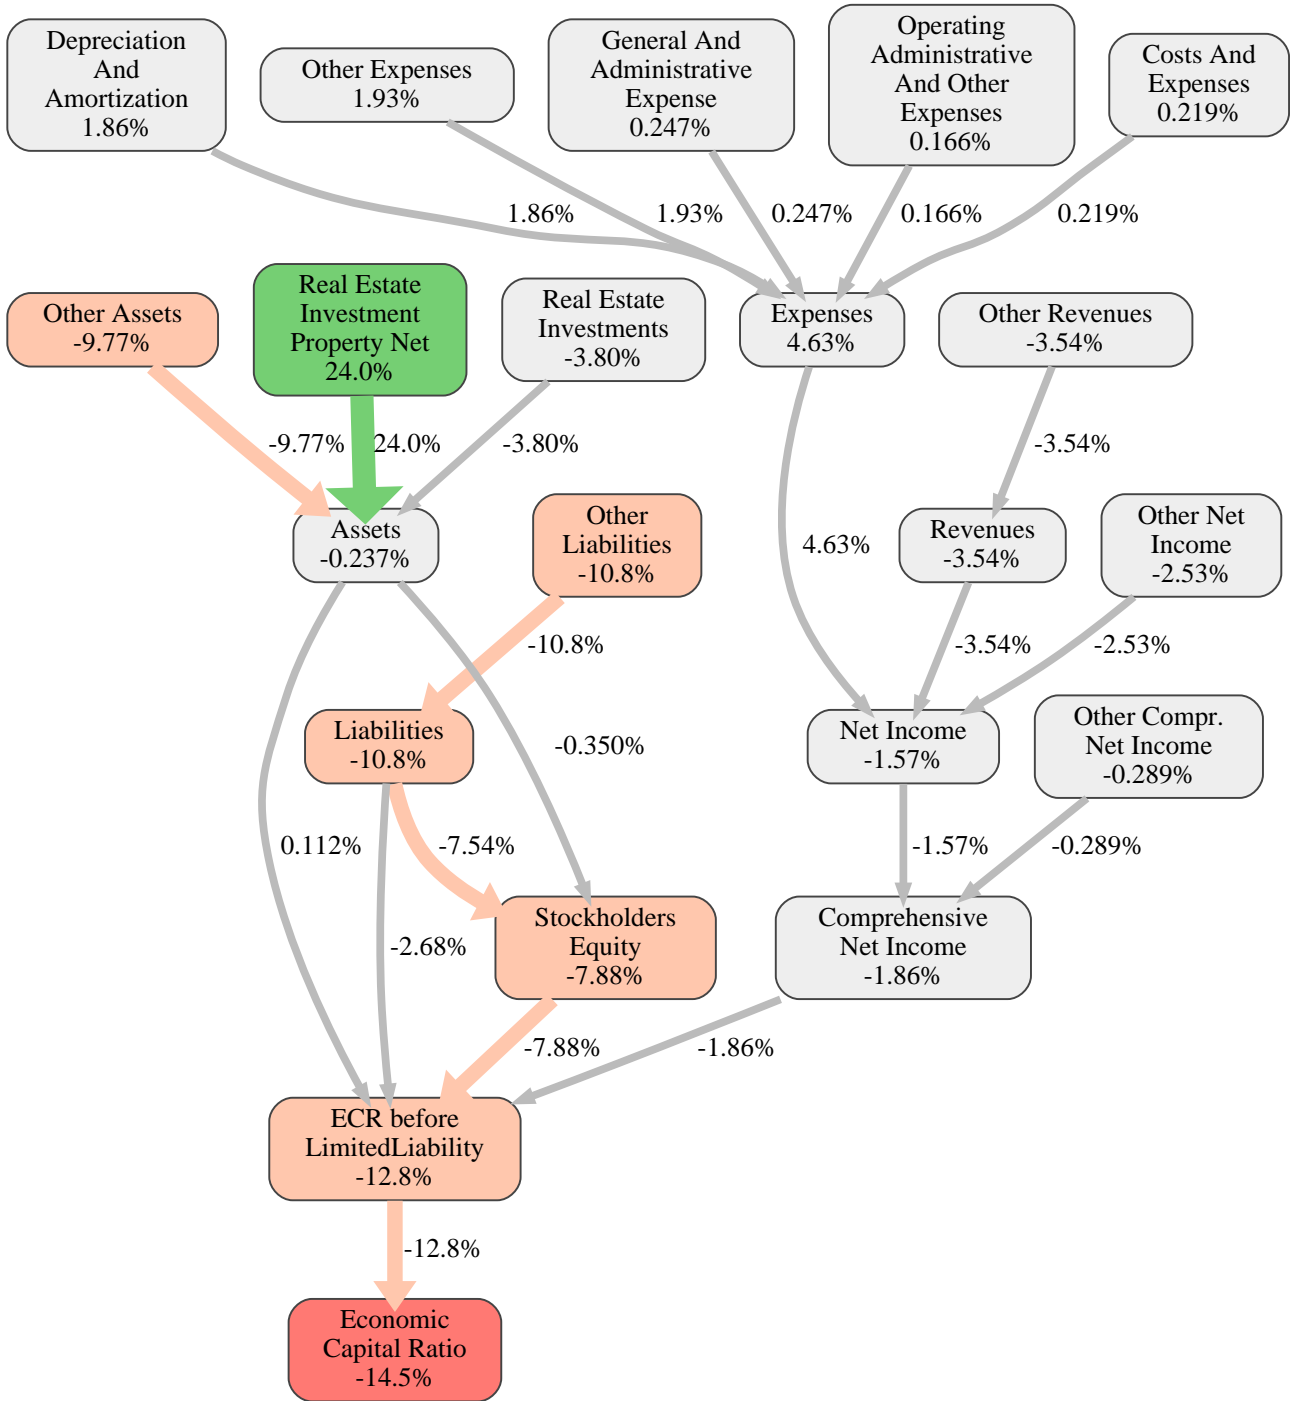 Depreciation
And
Amortization
1.86%
Other Expenses
1.93%
General And
Administrative
Expense
0.247%
Operating
Administrative
And Other
Expenses
0.166%
Costs And
Expenses
0.219%
1.86%
1.93%
0.247%
0.166%
0.219%
Other Assets
-9.77%
Real Estate
Investment
Property Net
24.0%
Real Estate
Investments
-3.80%
Expenses
4.63%
Other Revenues
-3.54%
-9.77%
24.0%
-3.80%
-3.54%
Assets
-0.237%
Other
Liabilities
-10.8%
4.63%
Revenues
-3.54%
Other Net
Income
-2.53%
-10.8%
-3.54%
-2.53%
Liabilities
-10.8%
-0.350%
Net Income
-1.57%
Other Compr.
Net Income
-0.289%
0.112%
-7.54%
-1.57%
-0.289%
-2.68%
Stockholders
Equity
-7.88%
Comprehensive
Net Income
-1.86%
-7.88%
-1.86%
ECR before
LimitedLiability
-12.8%
-12.8%
Economic
Capital Ratio
-14.5%